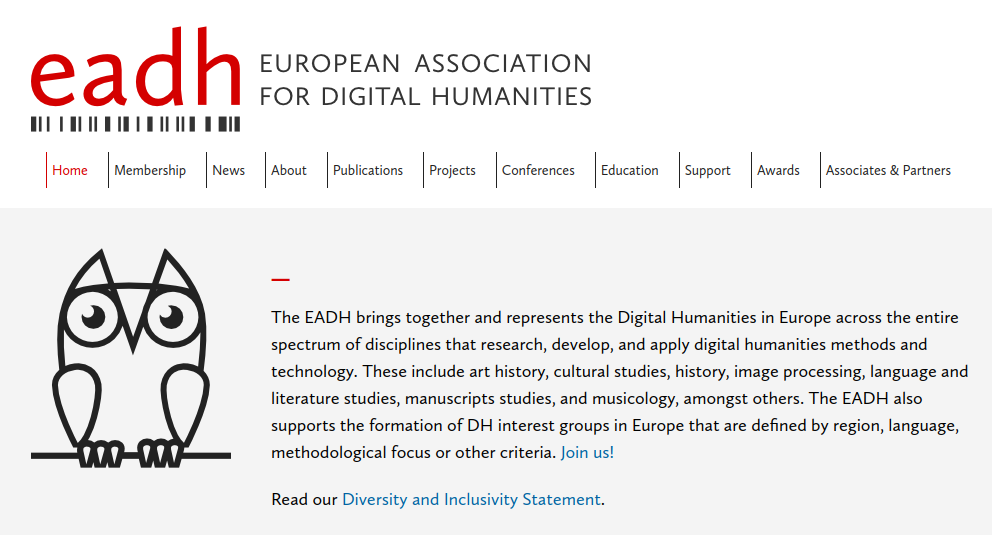 eadh
EUROPEAN ASSOCIATION
FOR DIGITAL HUMANITIES
Home Membership News About Publications Projects Conferences Education Support Awards Associates & Partners
The EADH brings together and represents the Digital Humanities in Europe across the entire
spectrum of disciplines that research, develop, and apply digital humanities methods and
technology. These include art history, cultural studies, history, image processing, language and
literature studies, manuscripts studies, and musicology, amongst others. The EADH also
supports the formation of DH interest groups in Europe that are defined by region, language,
methodological focus or other criteria. Join us!
Read our Diversity and Inclusivity Statement.